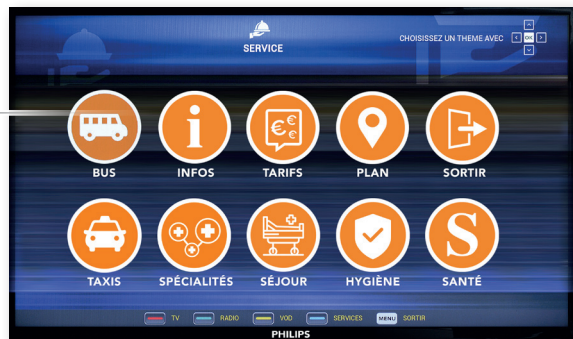 SERVICE
CHOISISSEZ UN THEME AVEC OK
BUS INFOS TARIFS PLAN SORTIR
TAXIS SPÉCIALITÉS SÉJOUR HYGIÈNE SANTÉ
TV RADIO VOD SERVICES MENU SORTIR
PHILIPS